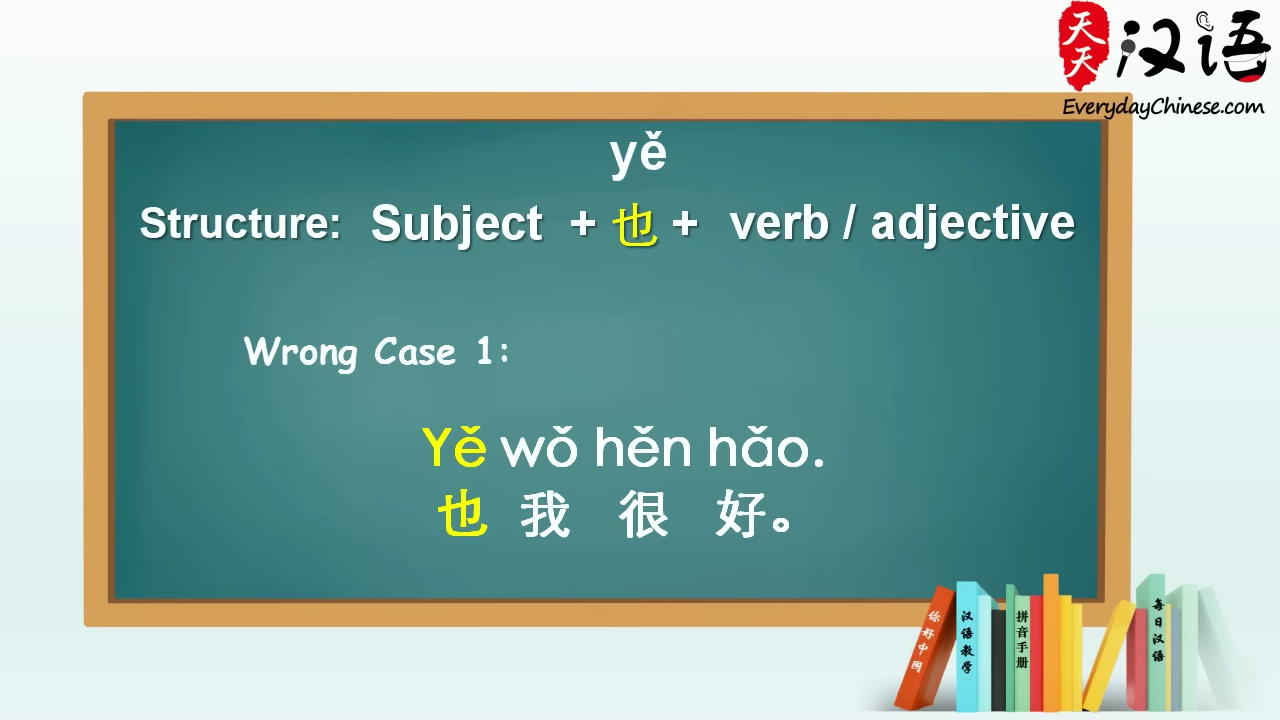 天天汉语
EverydayChinese.com
yě
Structure: Subject + 也 + verb / adjective
Wrong Case 1:
Yě wǒ hěn hǎo.
也 我 很 好。
你好中国
汉语教学
拼音手册
每日汉语